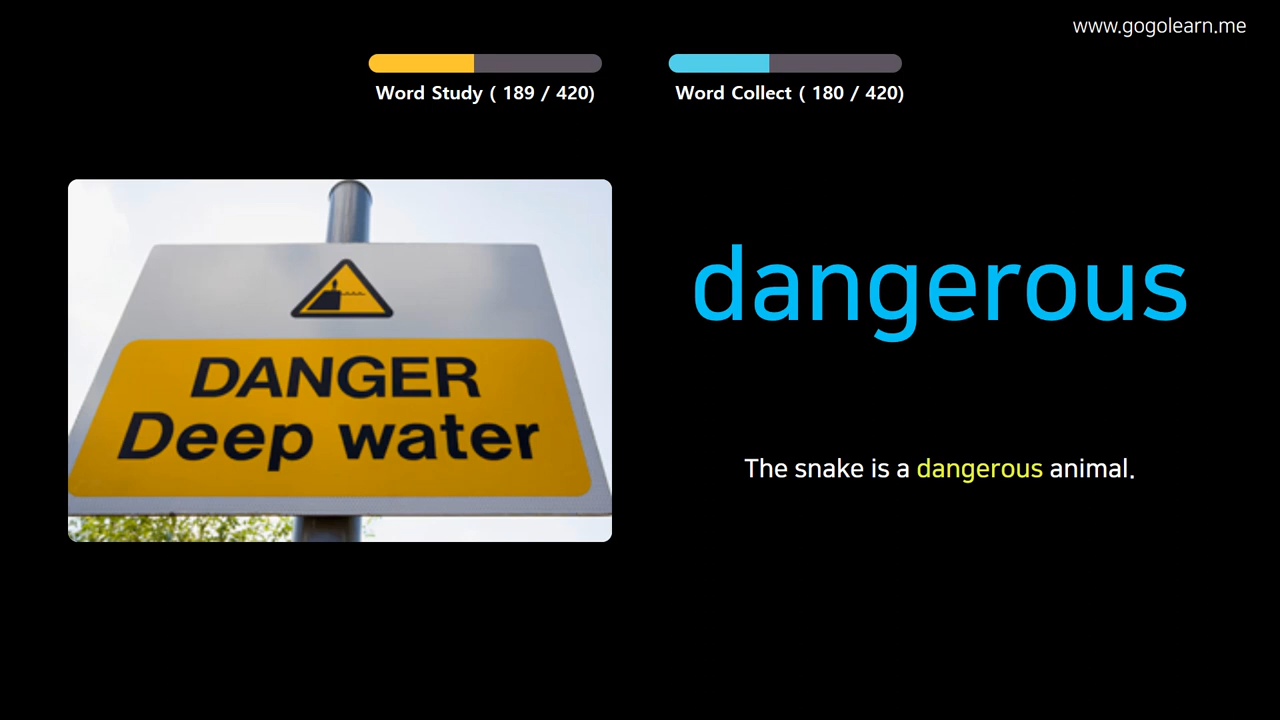 www.gogolearn.me
Word Study ( 189 / 420)
Word Collect ( 180 / 420)
DANGER
Deep water
dangerous
The snake is a dangerous animal.